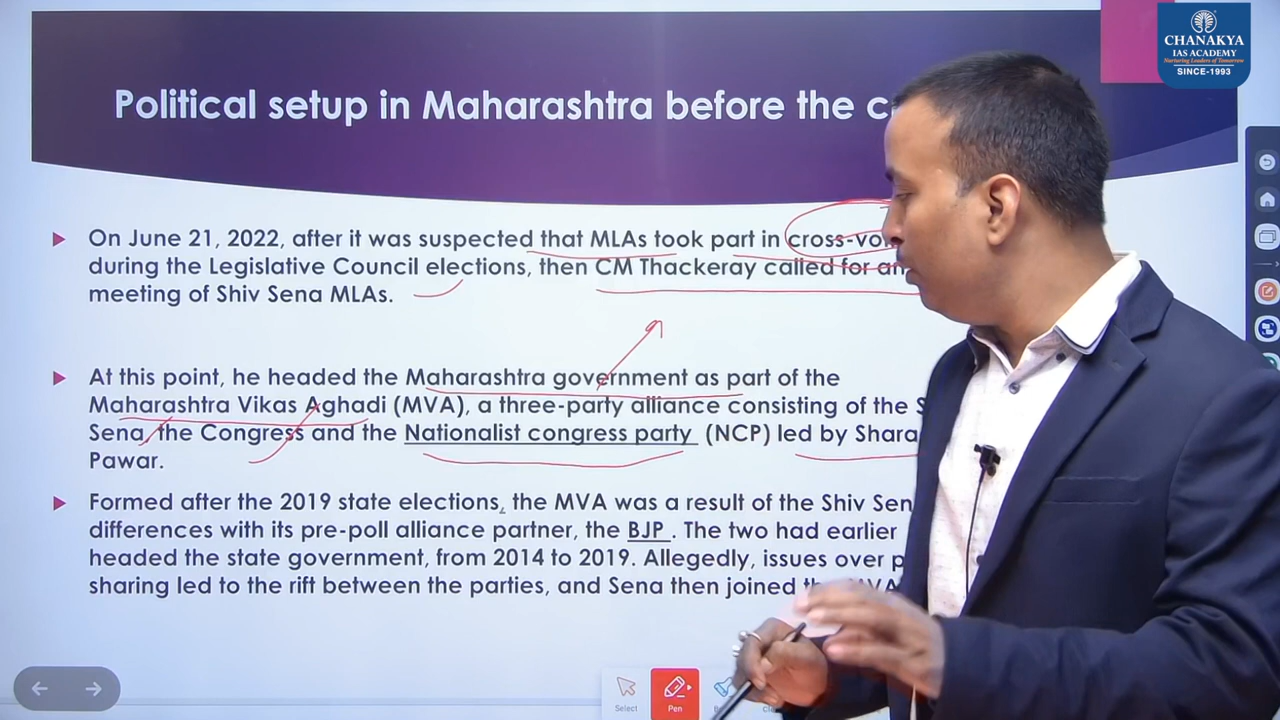 CHANAKYA
IAS ACADEMY
Nurturing Leaders of Tomorrow
SINCE-1993
Political setup in Maharashtra before the
On June 21, 2022, after it was suspected that MLAs took part in
during the Legislative Council elections, then CM Thackeray called for an
meeting of Shiv Sena MLAs.
At this point, he headed the Maharashtra government as part of the
Maharashtra Vikas Aghadi (MVA), a three-party alliance consisting of the
Sena, the Congress and the Nationalist congress party (NCP) led by
Pawar.
Formed after the 2019 state elections, the MVA was a result of the Shiv
differences with its pre-poll alliance partner, the BJP . The two had earlier
headed the state government, from 2014 to 2019. Allegedly, issues over
sharing led to the rift between the parties, and Sena then joined MVA
Select
Pen